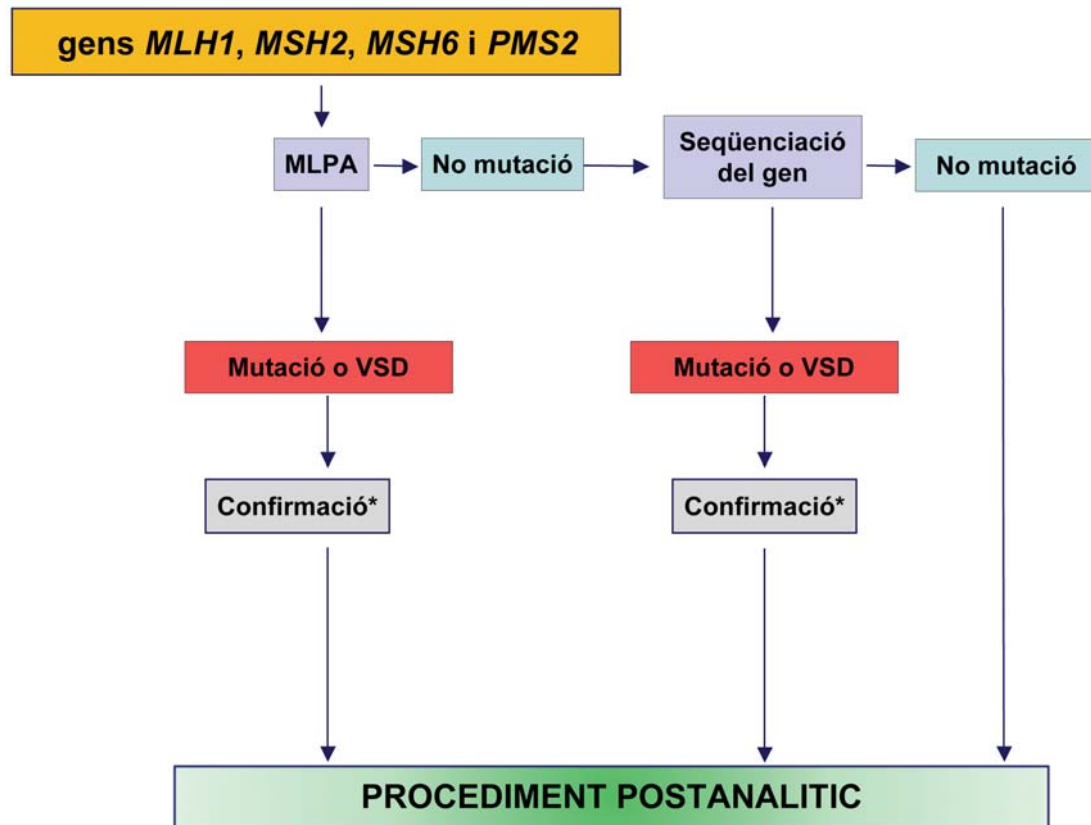 gens MLH1, MSH2, MSH6 i PMS2
MLPA
No mutació
Seqüenciació
del gen
No mutació
Mutació o VSD
Mutació o VSD
Confirmació*
Confirmació*
PROCEDIMENT POSTANALITIC